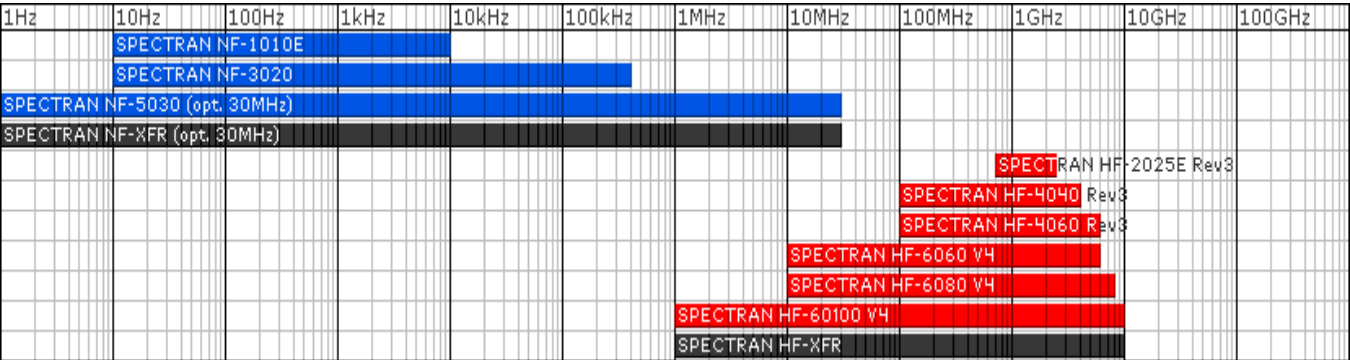 1Hz 10Hz 100Hz 1kHz 10kHz 100kHz 1MHz 10MHz 100MHz 1GHz 10GHz 100GHz
SPECTRAN NF-1010E
SPECTRAN NF-3020
SPECTRAN NF-5030 (opt. 30MHz)
SPECTRAN NF-XFR (opt. 30MHz)
SPECTRAN HF-2025E Rev3
SPECTRAN HF-4040 Rev3
SPECTRAN HF-4060 Rev3
SPECTRAN HF-6060 V4
SPECTRAN HF-6080 V4
SPECTRAN HF-60100 V4
SPECTRAN HF-XFR